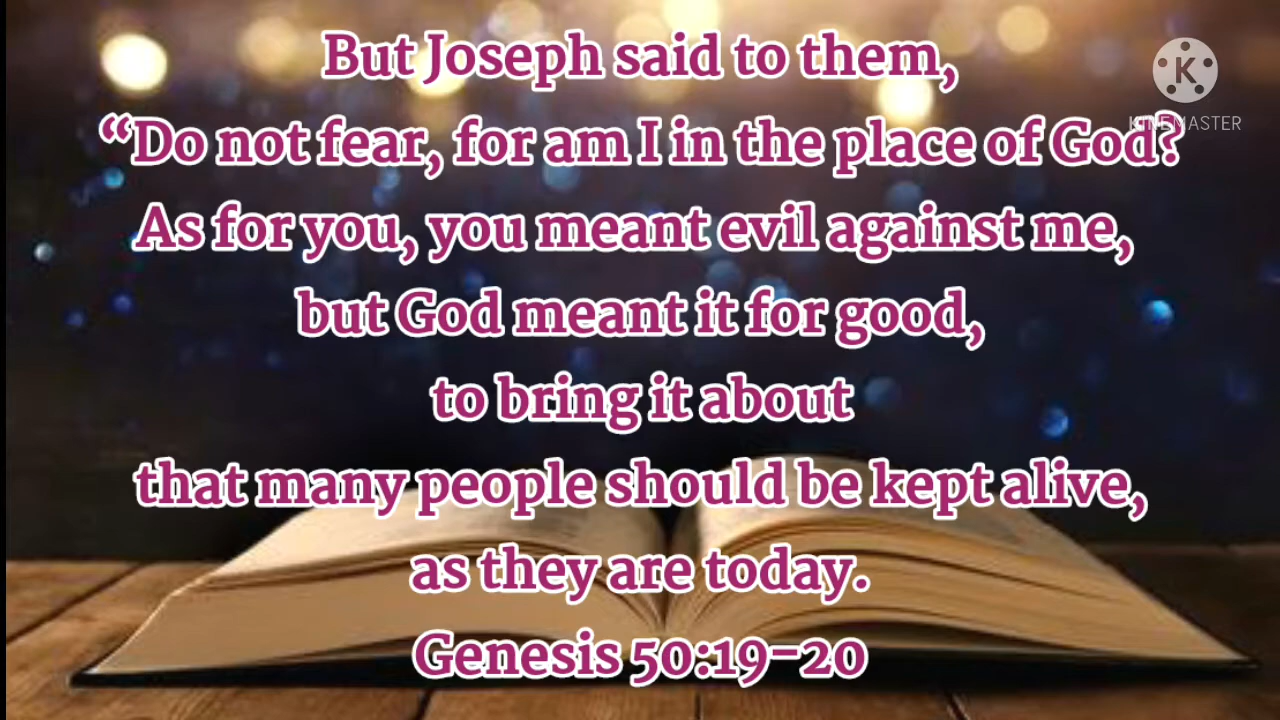 But Joseph said to them,
“Do not fear, for am I in the place of God?
As for you, you meant evil against me,
but God meant it for good,
to bring it about
that many people should be kept alive,
as they are today.
Genesis 50:19–20
K
KINEMASTER